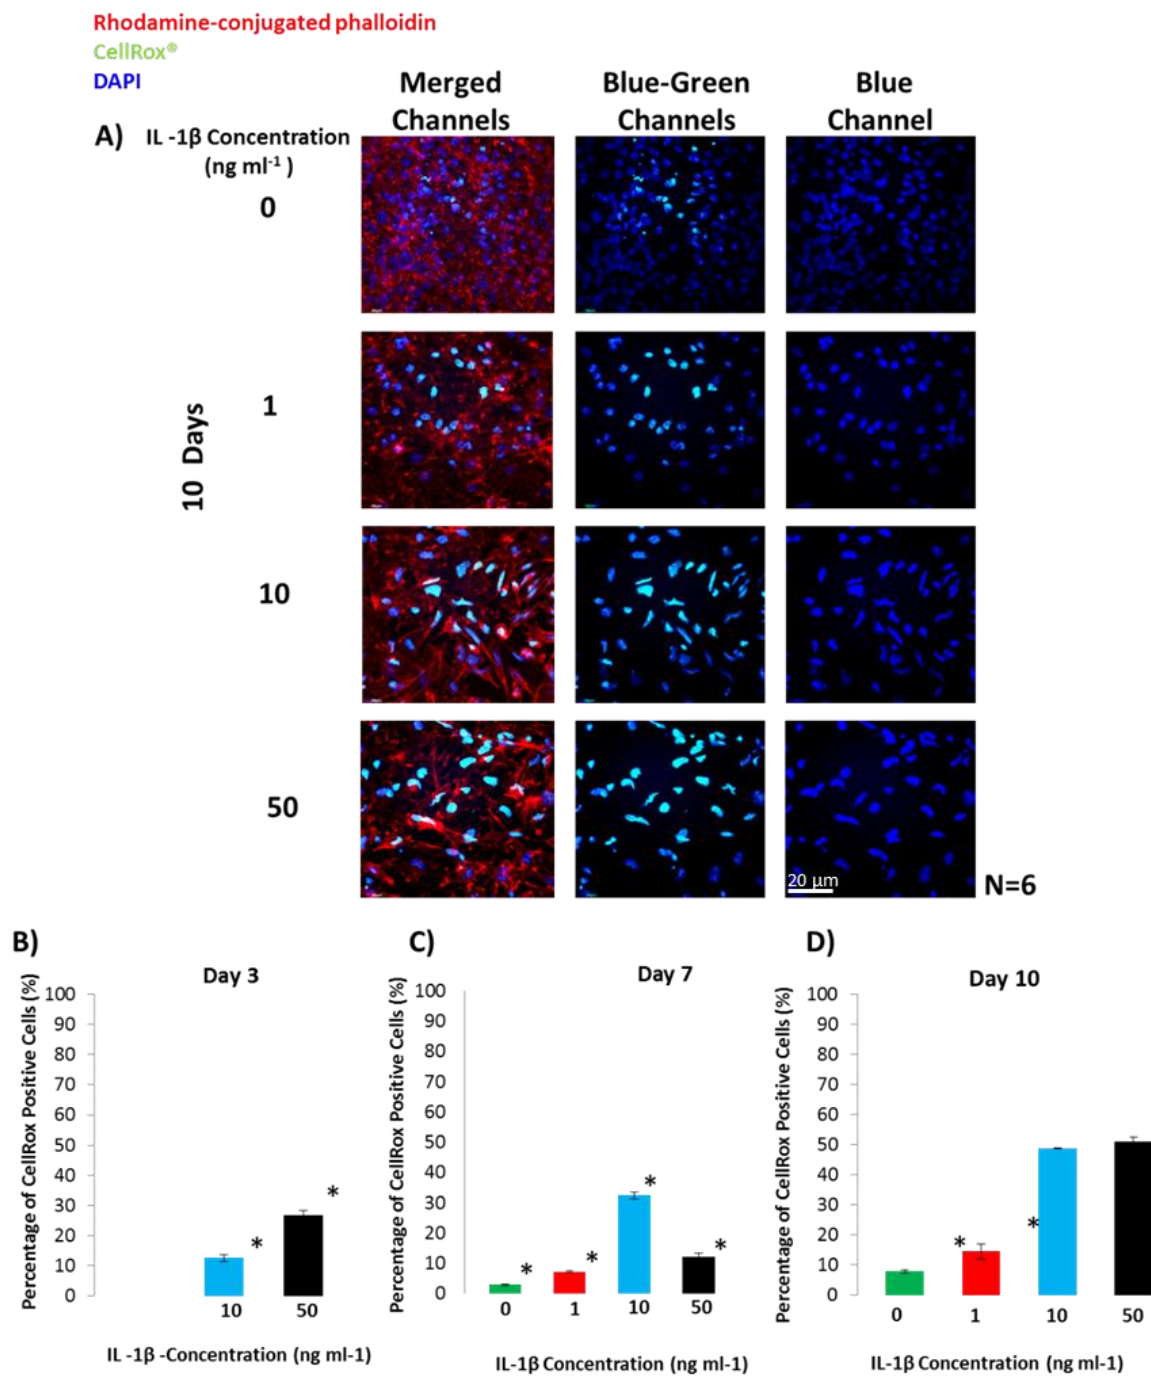 Rhodamine-conjugated phalloidin
CellRox®
DAPI
Merged Channels
Blue-Green Channels
Blue Channel
A) IL -1β Concentration
(ng ml-1 )
0
1
10 Days
10
50
20 µm
N=6
B)
Day 3
Percentage of CellRox Positive Cells (%)
100
90
80
70
60
50
40
30
20
10
0
*
*
10 50
IL -1β -Concentration (ng ml-1)
C)
Day 7
Percentage of CellRox Positive Cells (%)
100
90
80
70
60
50
40
30
20
10
0
*
*
*
*
0 1 10 50
IL-1β Concentration (ng ml-1)
D)
Day 10
Percentage of CellRox Positive Cells (%)
100
90
80
70
60
50
40
30
20
10
0
*
*
0 1 10 50
IL-1β Concentration (ng ml-1)